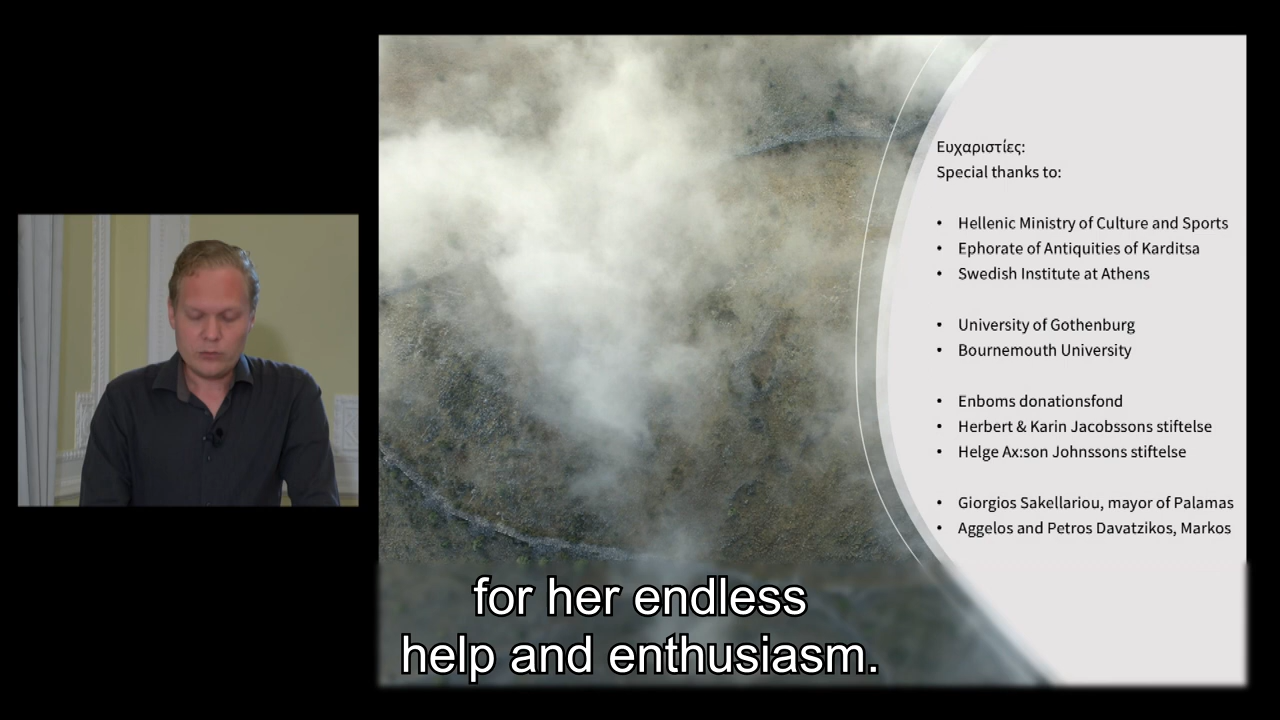 Ευχαριστίες:
Special thanks to:
• Hellenic Ministry of Culture and Sports
• Ephorate of Antiquities of Karditsa
• Swedish Institute at Athens
• University of Gothenburg
• Bournemouth University
• Enboms donationsfond
• Herbert & Karin Jacobssons stiftelse
• Helge Ax:son Johnssons stiftelse
• Giorgios Sakellariou, mayor of Palamas
• Aggelos and Petros Davatzikos, Markos
for her endless
help and enthusiasm.